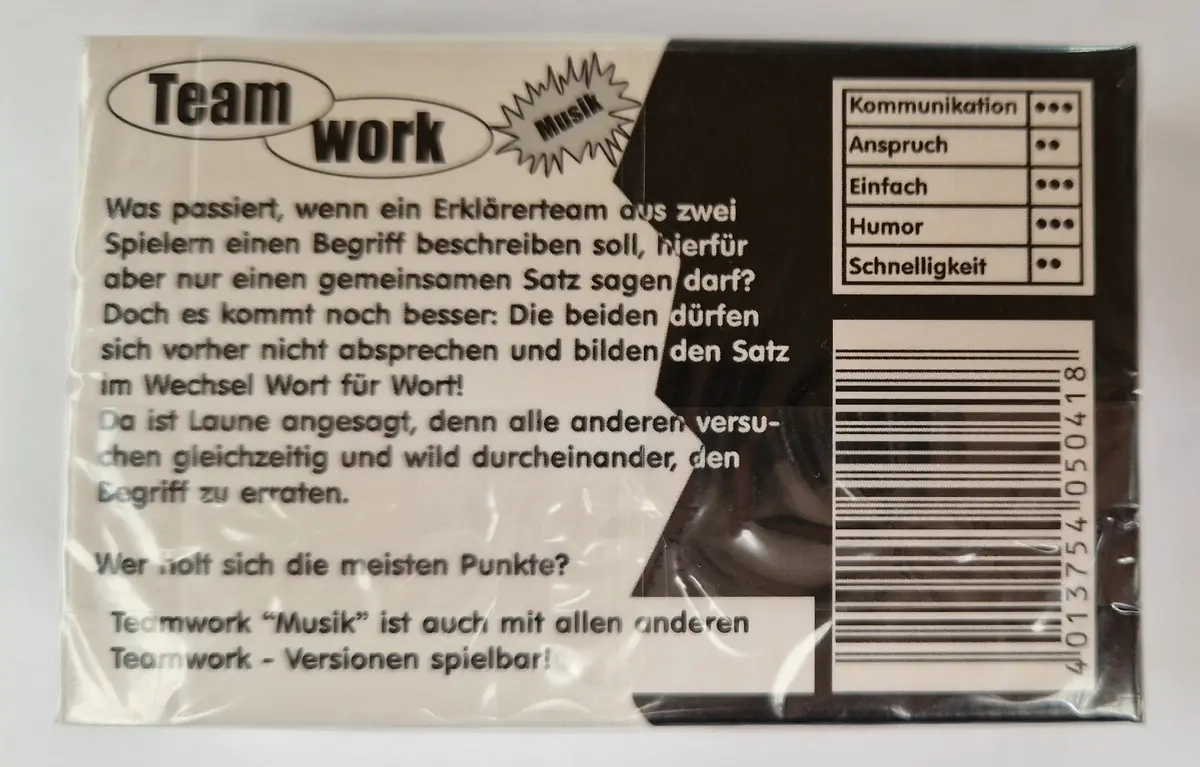 Team
work
Musik
Was passiert, wenn ein Erklärerteam aus zwei
Spielern einen Begriff beschreiben soll, hierfür
aber nur einen gemeinsamen Satz sagen darf?
Doch es kommt noch besser: Die beiden dürfen
sich vorher nicht absprechen und bilden den Satz
im Wechsel Wort für Wort!
Da ist Laune angesagt, denn alle anderen versu-
chen gleichzeitig und wild durcheinander, den
Begriff zu erraten.
Wer holt sich die meisten Punkte?
Teamwork “Musik” ist auch mit allen anderen
Teamwork - Versionen spielbar!
Kommunikation •••
Anspruch ••
Einfach •••
Humor •••
Schnelligkeit ••
4 013754 050418